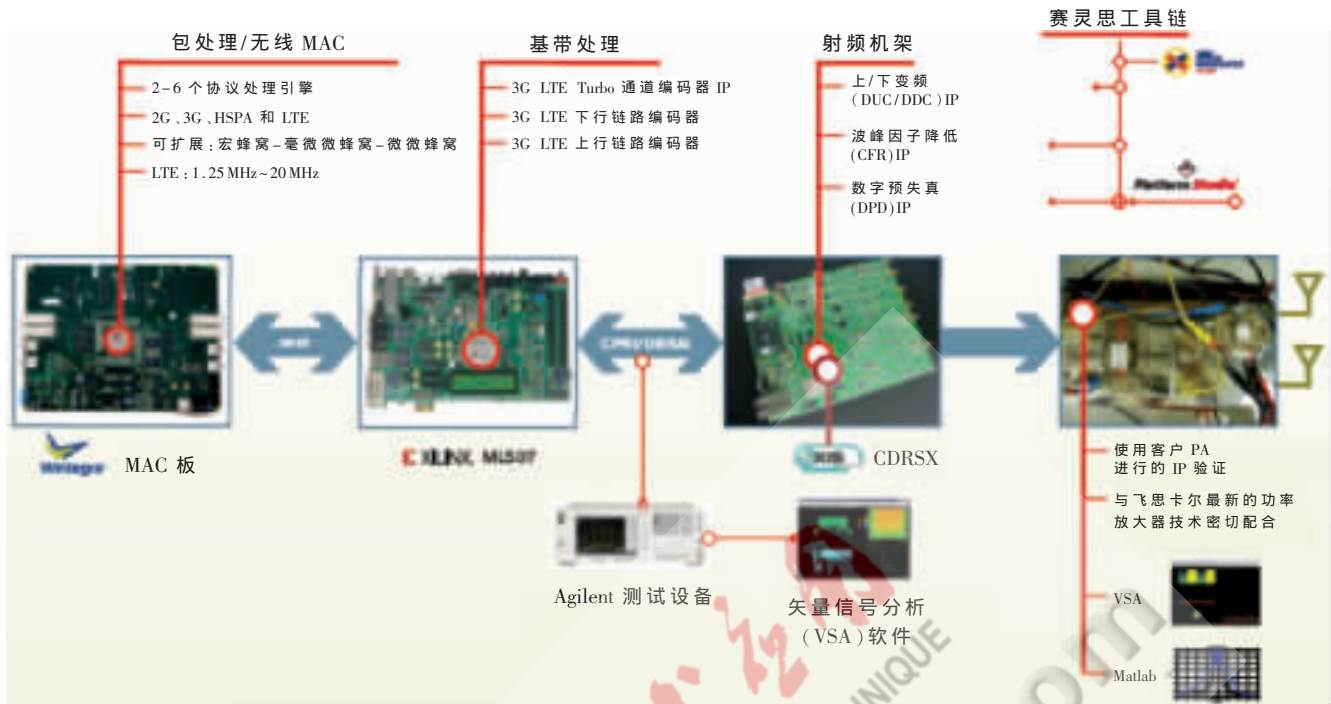 赛灵思工具链
包处理/无线 MAC
2-6 个协议处理引擎
2G、3G、HSPA 和 LTE
可扩展：宏蜂窝-毫微微蜂窝-微微蜂窝
LTE：1.25 MHz~20 MHz
基带处理
3G LTE Turbo 通道编码器 IP
3G LTE 下行链路编码器
3G LTE 上行链路编码器
射频机架
上/下变频
(DUC/DDC)IP
波峰因子降低
(CFR)IP
数字预失真
(DPD)IP
Platform Studio
CPRI/OBSAI
Wintegra MAC 板
XILINX ML507
CDRSX
使用客户 PA
进行的 IP 验证
与飞思卡尔最新的功率
放大器技术密切配合
Agilent 测试设备
矢量信号分析
(VSA)软件
VSA
Matlab